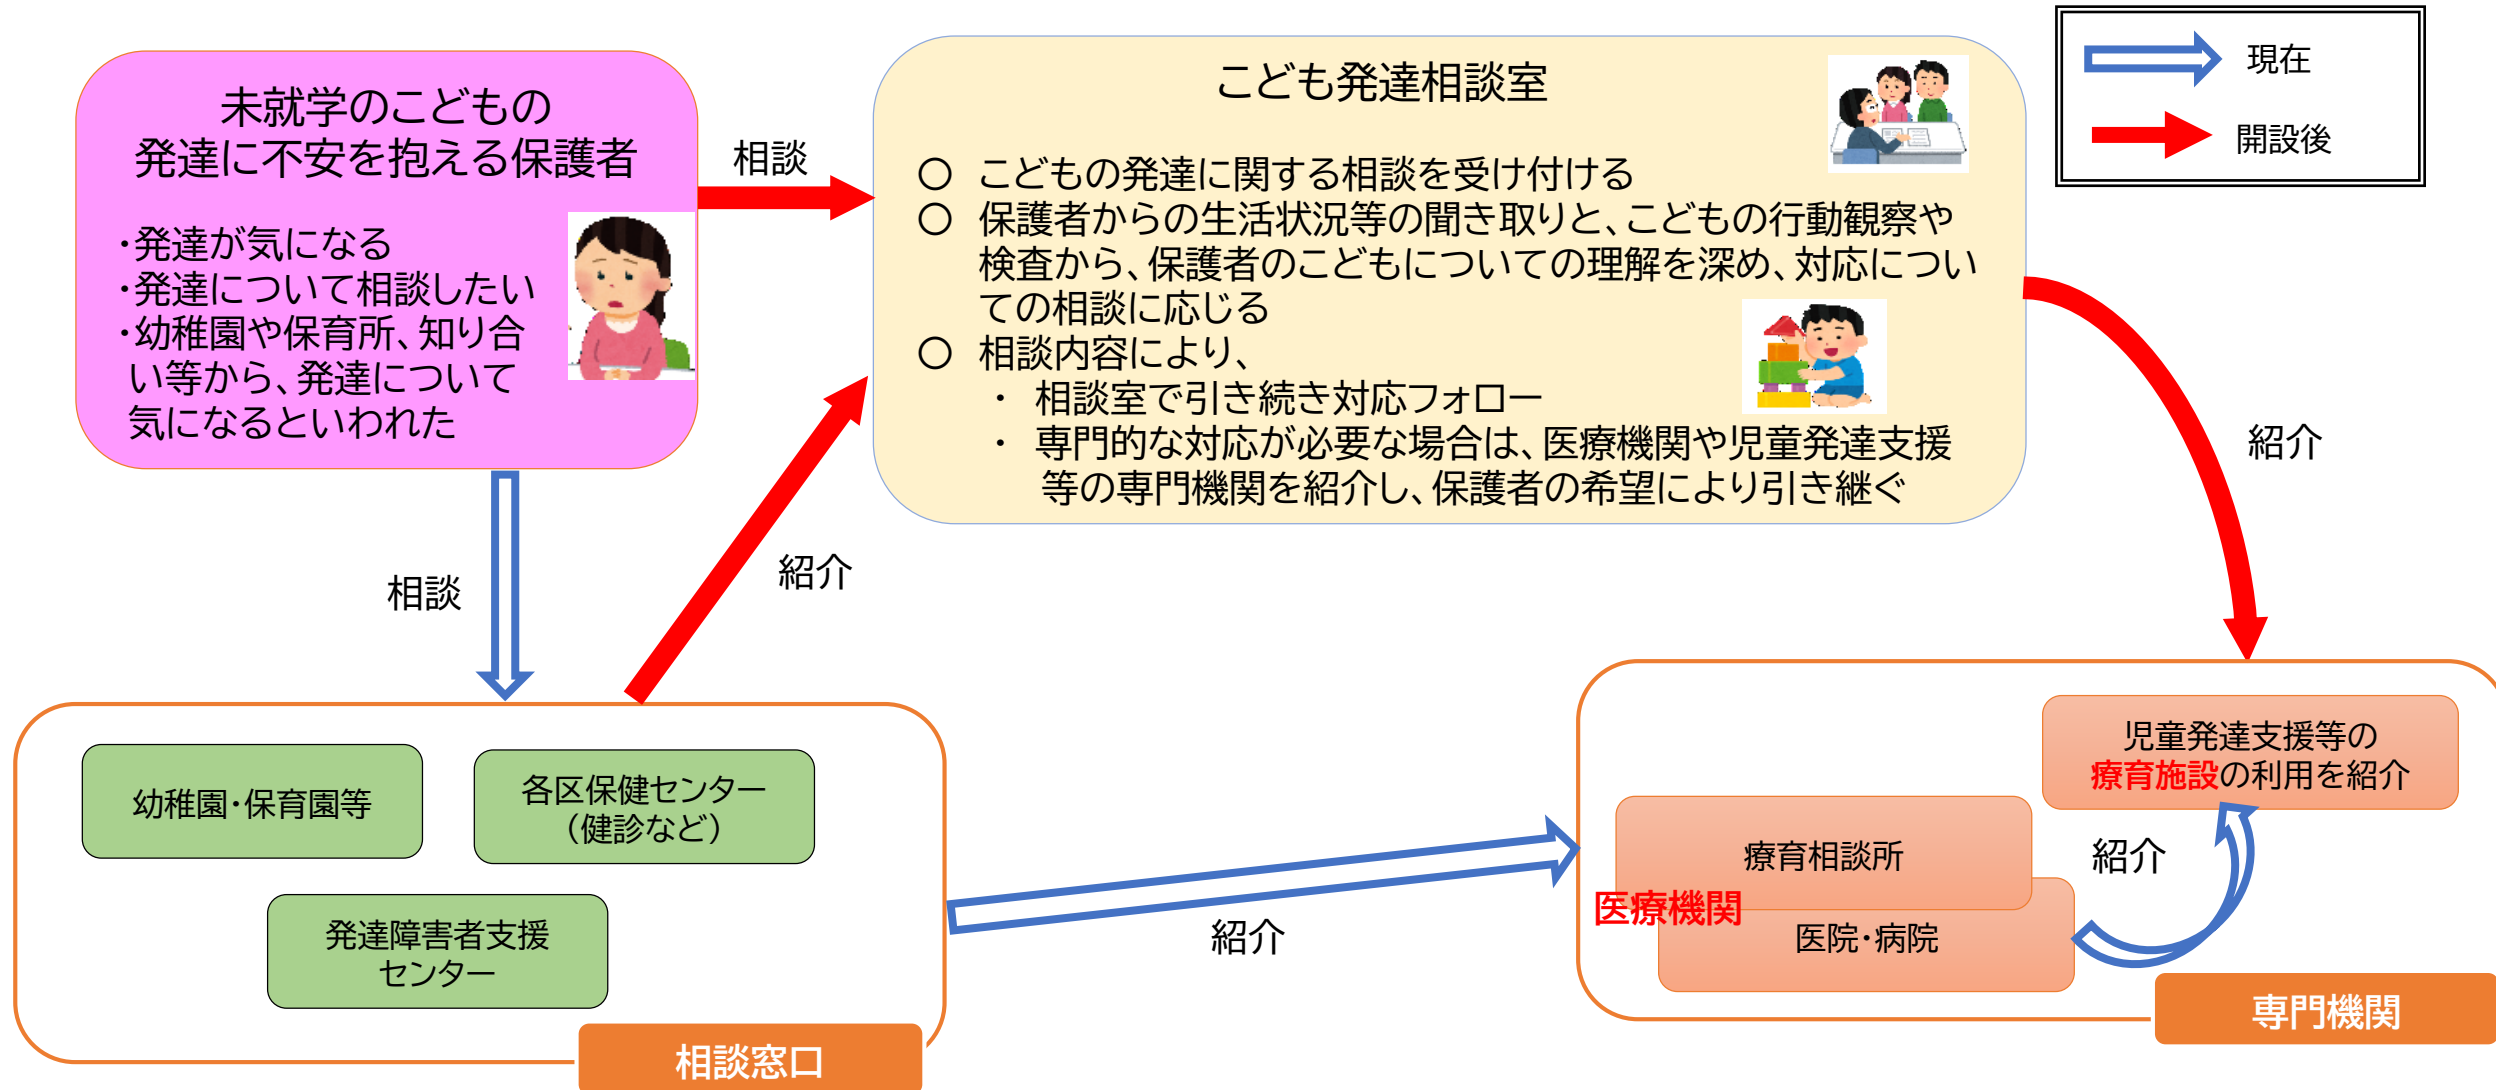 未就学のこどもの
発達に不安を抱える保護者
・発達が気になる
・発達について相談したい
・幼稚園や保育所、知り合
い等から、発達について
気になるといわれた
相談
こども発達相談室
○ こどもの発達に関する相談を受け付ける
○ 保護者からの生活状況等の聞き取りと、こどもの行動観察や
検査から、保護者のこどもについての理解を深め、対応につい
ての相談に応じる
○ 相談内容により、
・ 相談室で引き続き対応フォロー
・ 専門的な対応が必要な場合は、医療機関や児童発達支援
等の専門機関を紹介し、保護者の希望により引き継ぐ
現在
開設後
紹介
相談
紹介
幼稚園・保育園等
各区保健センター
（健診など）
発達障害者支援
センター
相談窓口
紹介
児童発達支援等の
療育施設の利用を紹介
療育相談所
医療機関
医院・病院
紹介
専門機関